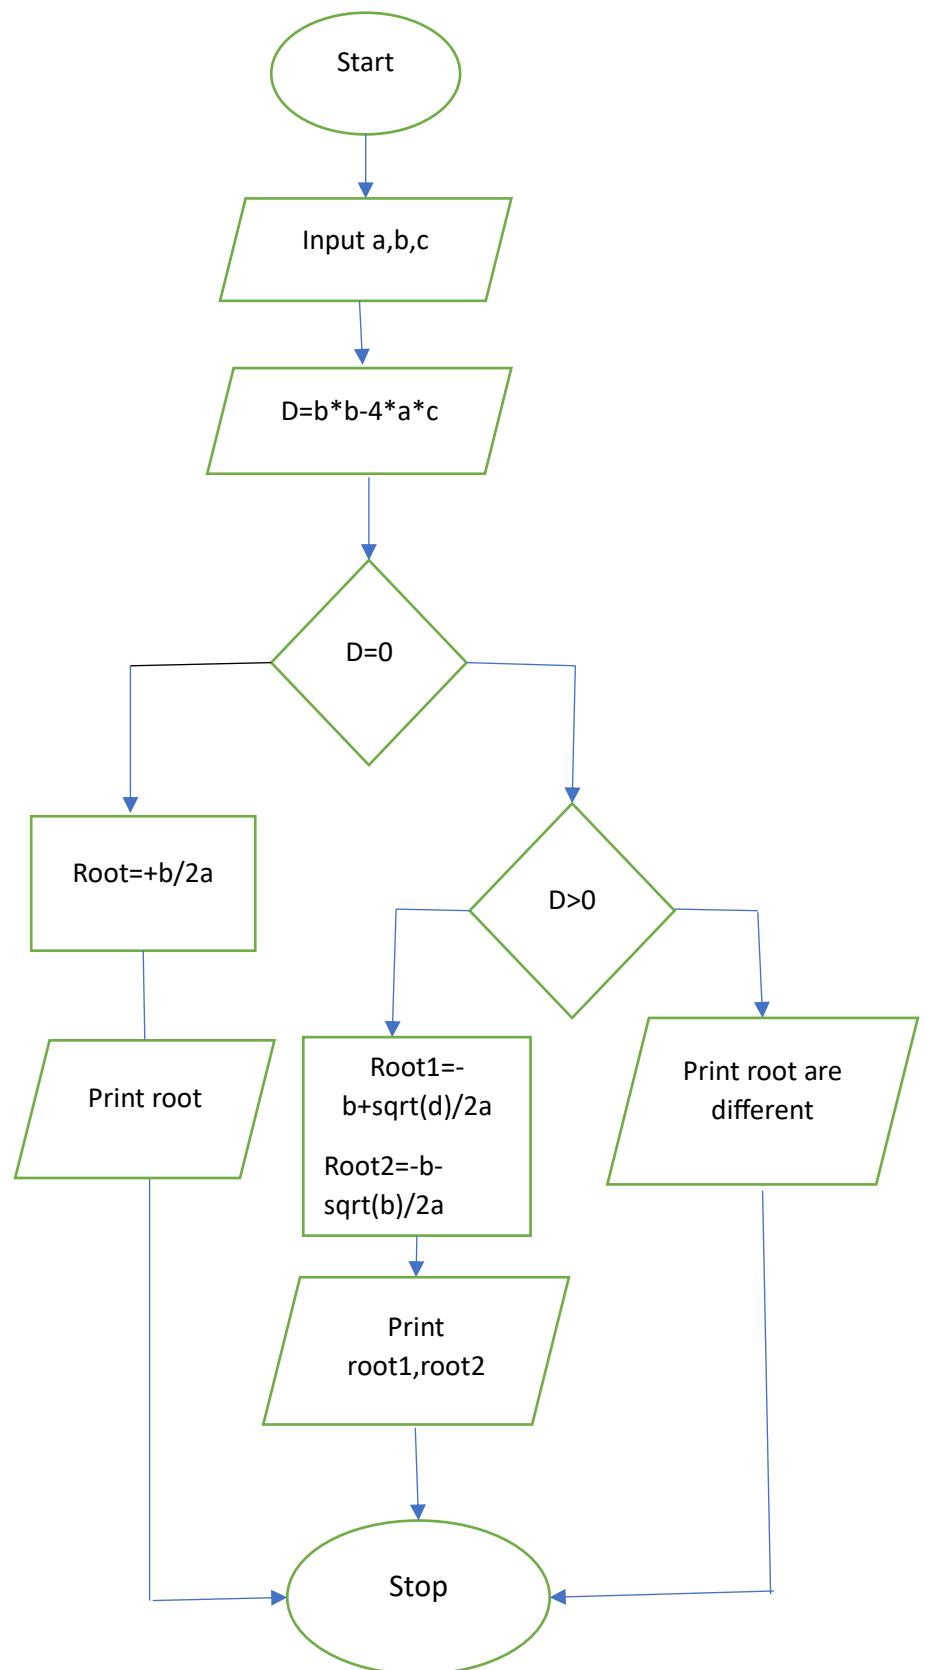 Start
Input a,b,c
D=b*b-4*a*c
D=0
Root=+b/2a
D>0
Print root
Root1=-
b+sqrt(d)/2a
Root2=-b-
sqrt(b)/2a
Print root are
different
Print
root1,root2
Stop